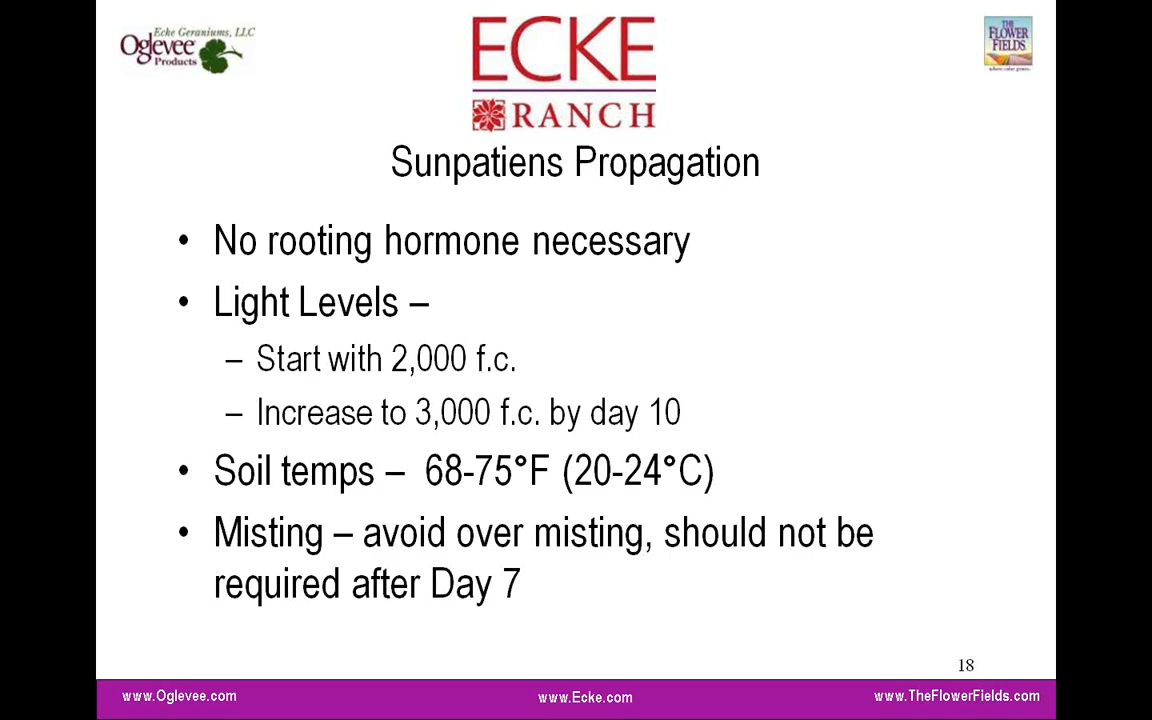 Ecke Geraniums, LLC
Oglevee
Products
ECKE
RANCH
THE
FLOWER
FIELDS
Sunpatiens Propagation
• No rooting hormone necessary
• Light Levels –
– Start with 2,000 f.c.
– Increase to 3,000 f.c. by day 10
• Soil temps – 68-75°F (20-24°C)
• Misting – avoid over misting, should not be
required after Day 7
18
www.Oglevee.com
www.Ecke.com
www.TheFlowerFields.com